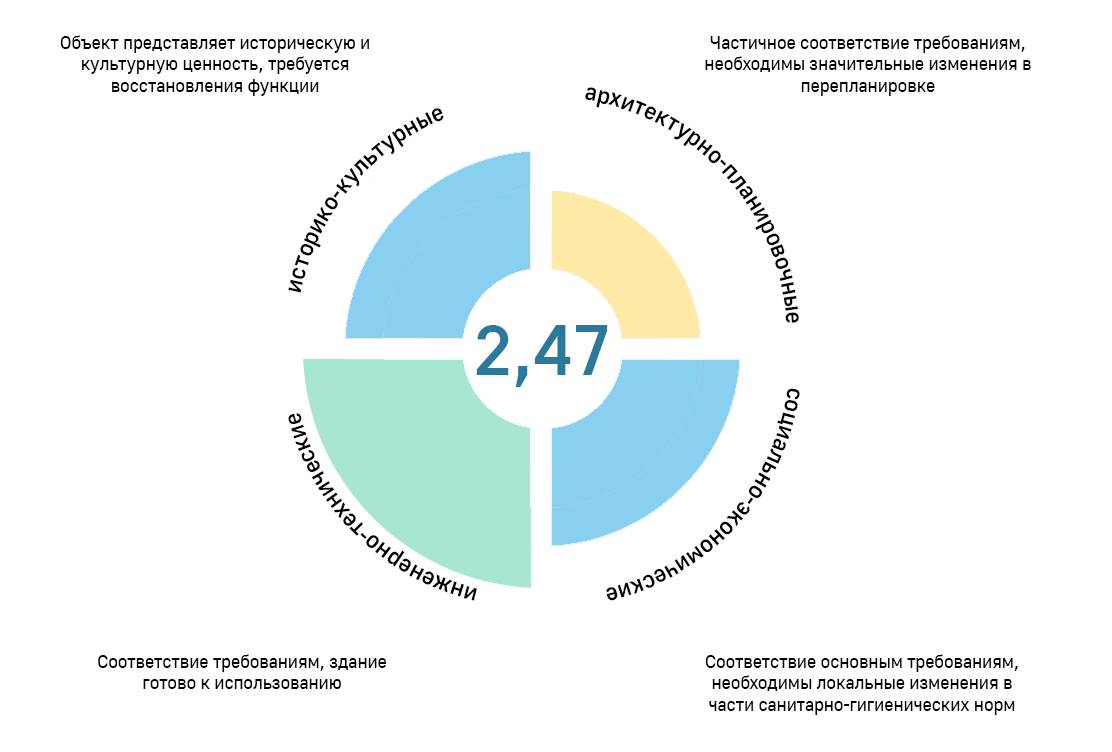 Объект представляет историческую и
культурную ценность, требуется
восстановления функции
Частичное соответствие требованиям,
необходимы значительные изменения в
перепланировке
историко-культурные
архитектурно-планировочные
2,47
инженерно-технические
социально-экономические
Соответствие требованиям, здание
готово к использованию
Соответствие основным требованиям,
необходимы локальные изменения в
части санитарно-гигиенических норм